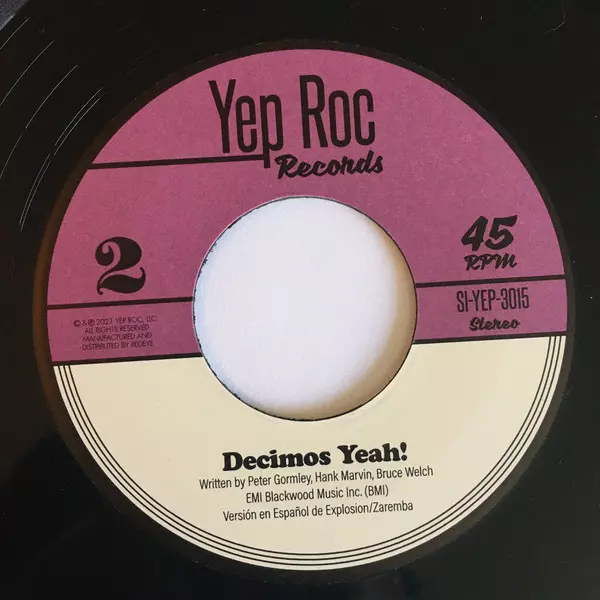 Yep Roc
Records
2
45
RPM
SI-YEP-3015
Stereo
© & ℗ 2021 YEP ROC, LLC
ALL RIGHTS RESERVED
MANUFACTURED AND
DISTRIBUTED BY REDEYE
Decimos Yeah!
Written by Peter Gormley, Hank Marvin, Bruce Welch
EMI Blackwood Music Inc. (BMI)
Versión en Español de Explosion/Zaremba